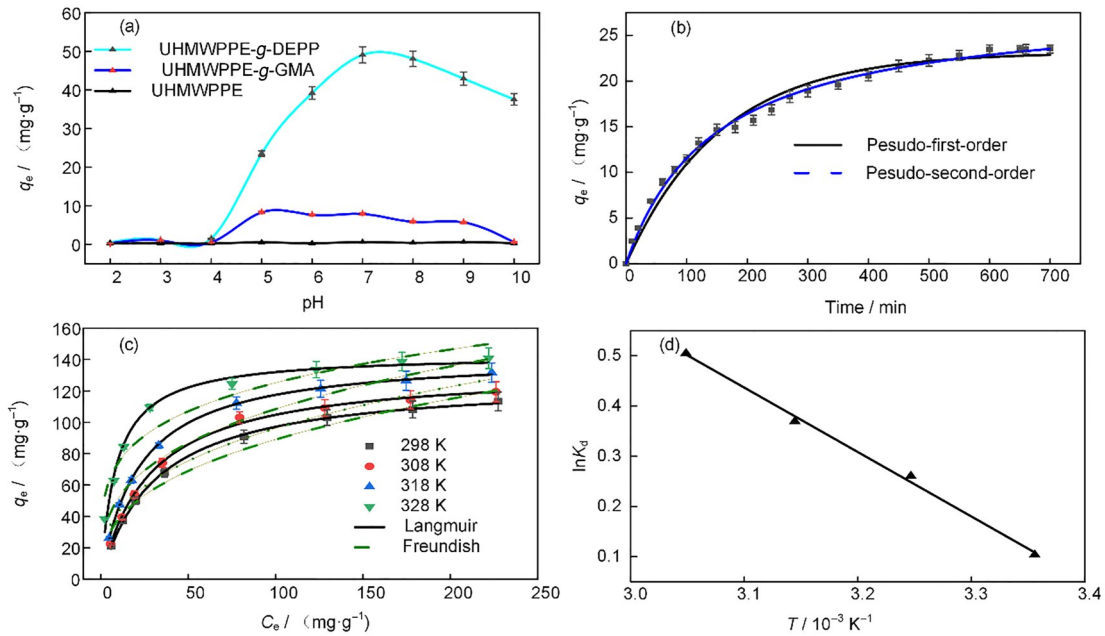 (a)
UHMWPPE-g-DEPP
UHMWPPE-g-GMA
UHMWPPE
60
50
40
30
20
10
0
qe / （mg·g⁻¹）
2 3 4 5 6 7 8 9 10
pH
(b)
Pesudo-first-order
Pesudo-second-order
25
20
15
10
5
0
qe / （mg·g⁻¹）
0 100 200 300 400 500 600 700
Time / min
(c)
298 K
308 K
318 K
328 K
Langmuir
Freundish
160
140
120
100
80
60
40
20
0
qe / （mg·g⁻¹）
0 50 100 150 200 250
Ce / （mg·g⁻¹）
(d)
0.5
0.4
0.3
0.2
0.1
lnKd
3.0 3.1 3.2 3.3 3.4
T / 10⁻³ K⁻¹